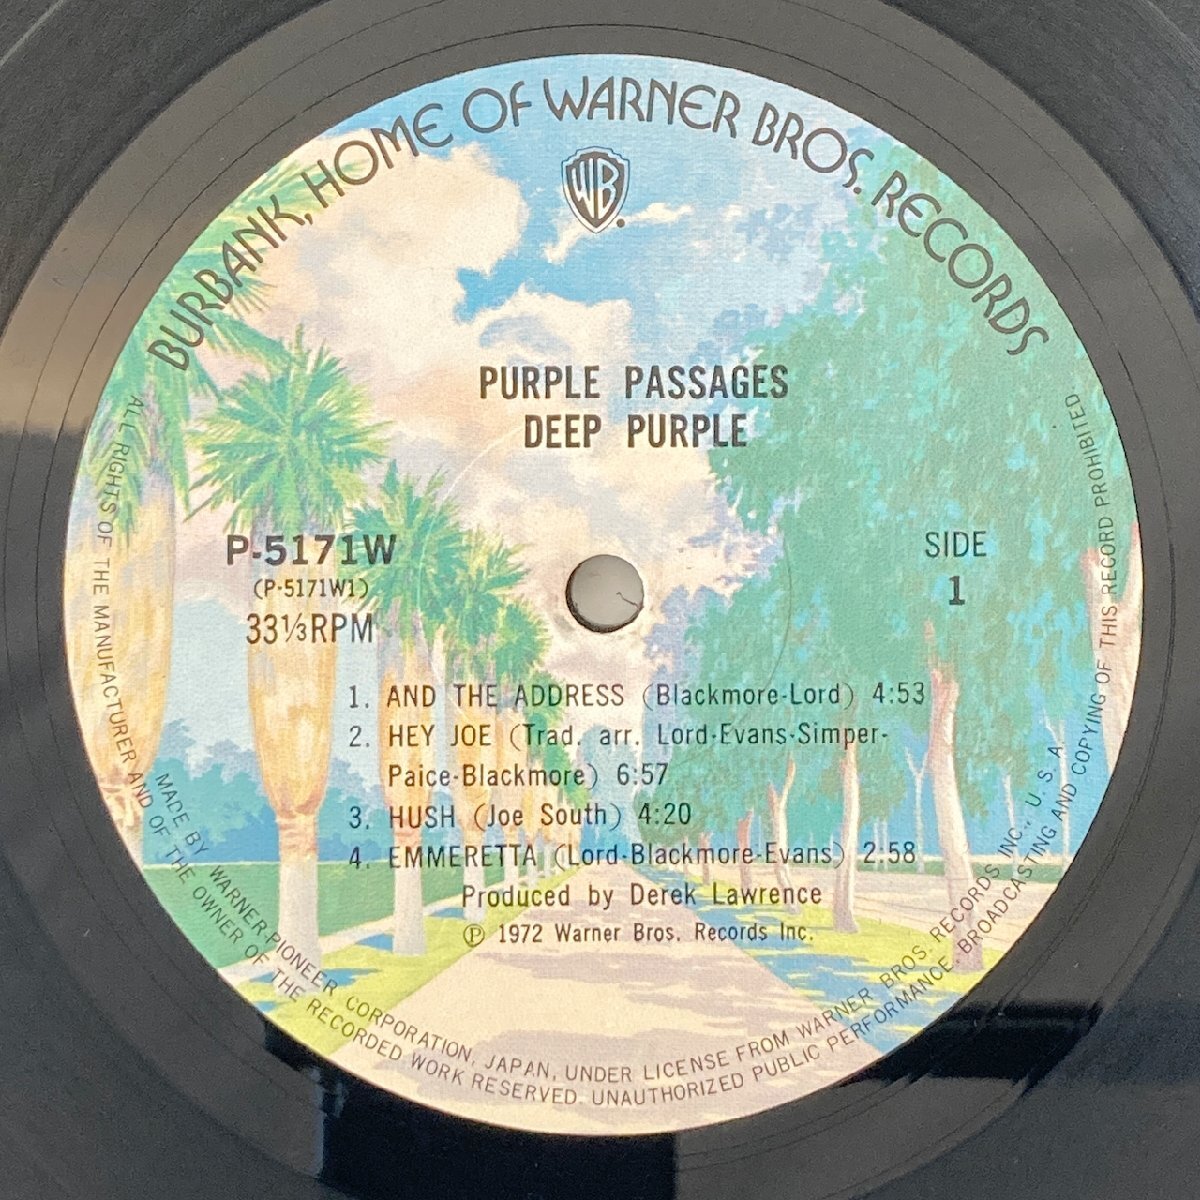 BURBANK, HOME OF WARNER BROS. RECORDS
WB
PURPLE PASSAGES
DEEP PURPLE
P-5171W
(P-5171W1)
33⅓RPM
SIDE
1
1. AND THE ADDRESS (Blackmore-Lord) 4:53
2. HEY JOE (Trad. arr. Lord-Evans-Simper-
Paice-Blackmore) 6:57
3. HUSH (Joe South) 4:20
4. EMMERETTA (Lord-Blackmore-Evans) 2:58
Produced by Derek Lawrence
Ⓟ 1972 Warner Bros. Records Inc.
MADE BY WARNER-PIONEER CORPORATION, JAPAN, UNDER LICENSE FROM WARNER BROS. RECORDS INC., U. S. A.
ALL RIGHTS OF THE MANUFACTURER AND OF THE OWNER OF THE RECORDED WORK RESERVED. UNAUTHORIZED PUBLIC PERFORMANCE, BROADCASTING AND COPYING OF THIS RECORD PROHIBITED.